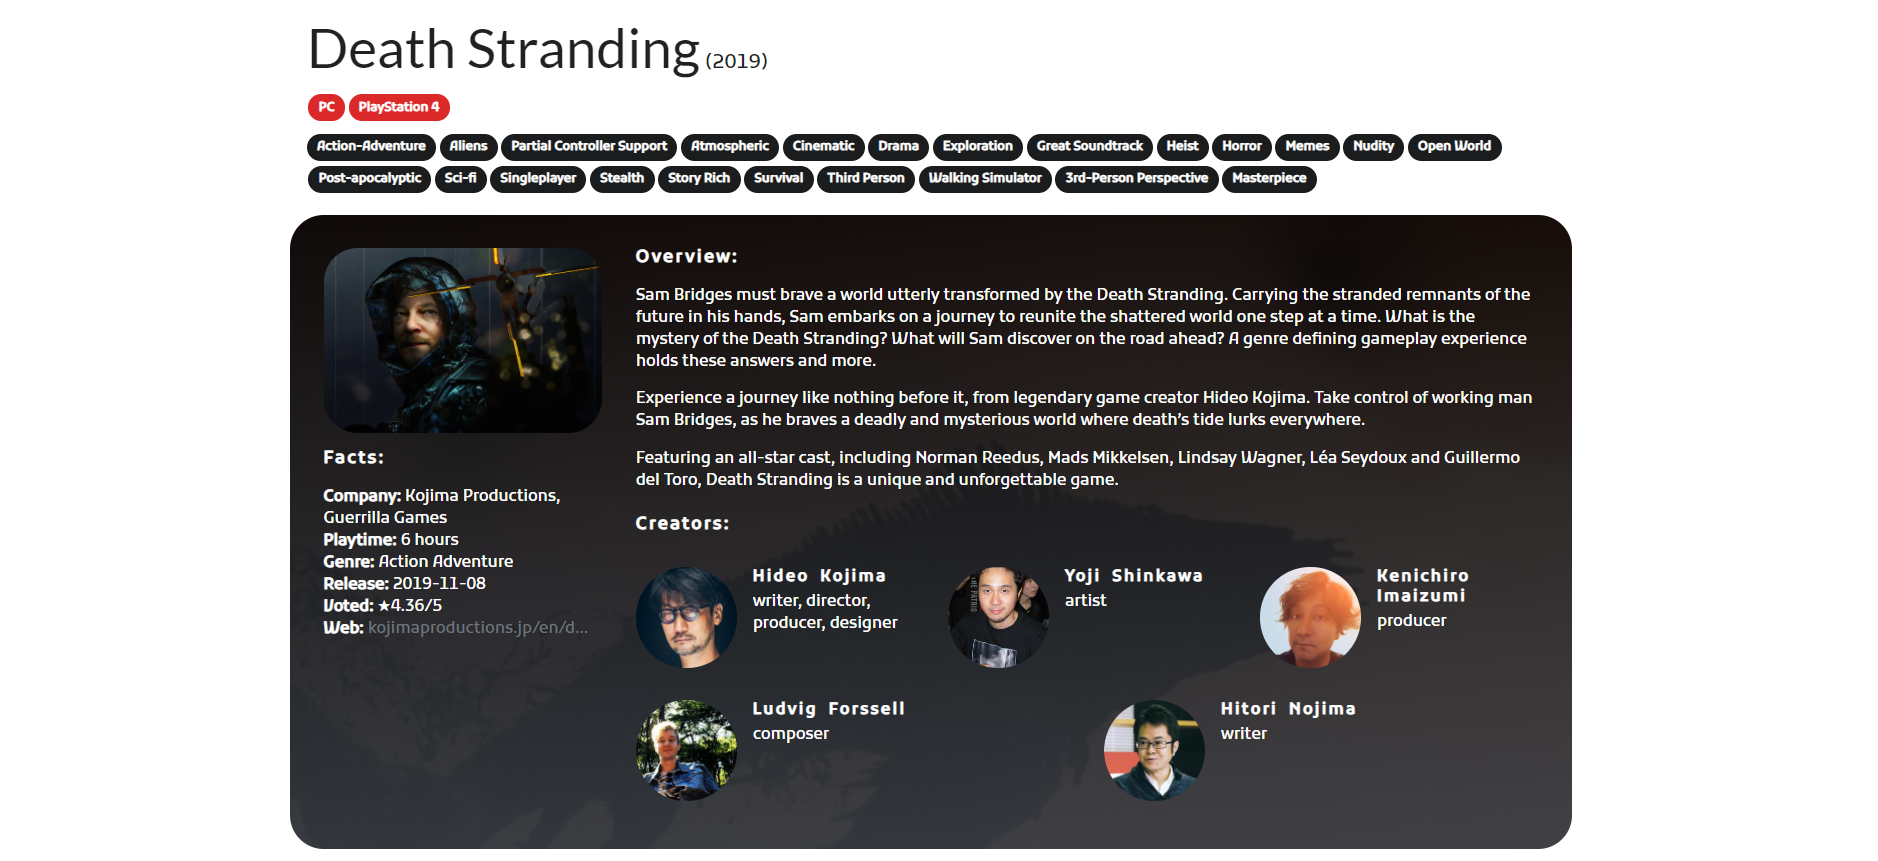 Death Stranding (2019)
PC PlayStation 4
Action-Adventure Aliens Partial Controller Support Atmospheric Cinematic Drama Exploration Great Soundtrack Heist Horror Memes Nudity Open World
Post-apocalyptic Sci-fi Singleplayer Stealth Story Rich Survival Third Person Walking Simulator 3rd-Person Perspective Masterpiece
Facts:
Company: Kojima Productions,
Guerrilla Games
Playtime: 6 hours
Genre: Action Adventure
Release: 2019-11-08
Voted: ★4.36/5
Web: kojimaproductions.jp/en/d...
Overview:
Sam Bridges must brave a world utterly transformed by the Death Stranding. Carrying the stranded remnants of the
future in his hands, Sam embarks on a journey to reunite the shattered world one step at a time. What is the
mystery of the Death Stranding? What will Sam discover on the road ahead? A genre defining gameplay experience
holds these answers and more.
Experience a journey like nothing before it, from legendary game creator Hideo Kojima. Take control of working man
Sam Bridges, as he braves a deadly and mysterious world where death’s tide lurks everywhere.
Featuring an all-star cast, including Norman Reedus, Mads Mikkelsen, Lindsay Wagner, Léa Seydoux and Guillermo
del Toro, Death Stranding is a unique and unforgettable game.
Creators:
Hideo Kojima
writer, director,
producer, designer
Yoji Shinkawa
artist
Kenichiro
Imaizumi
producer
Ludvig Forssell
composer
Hitori Nojima
writer